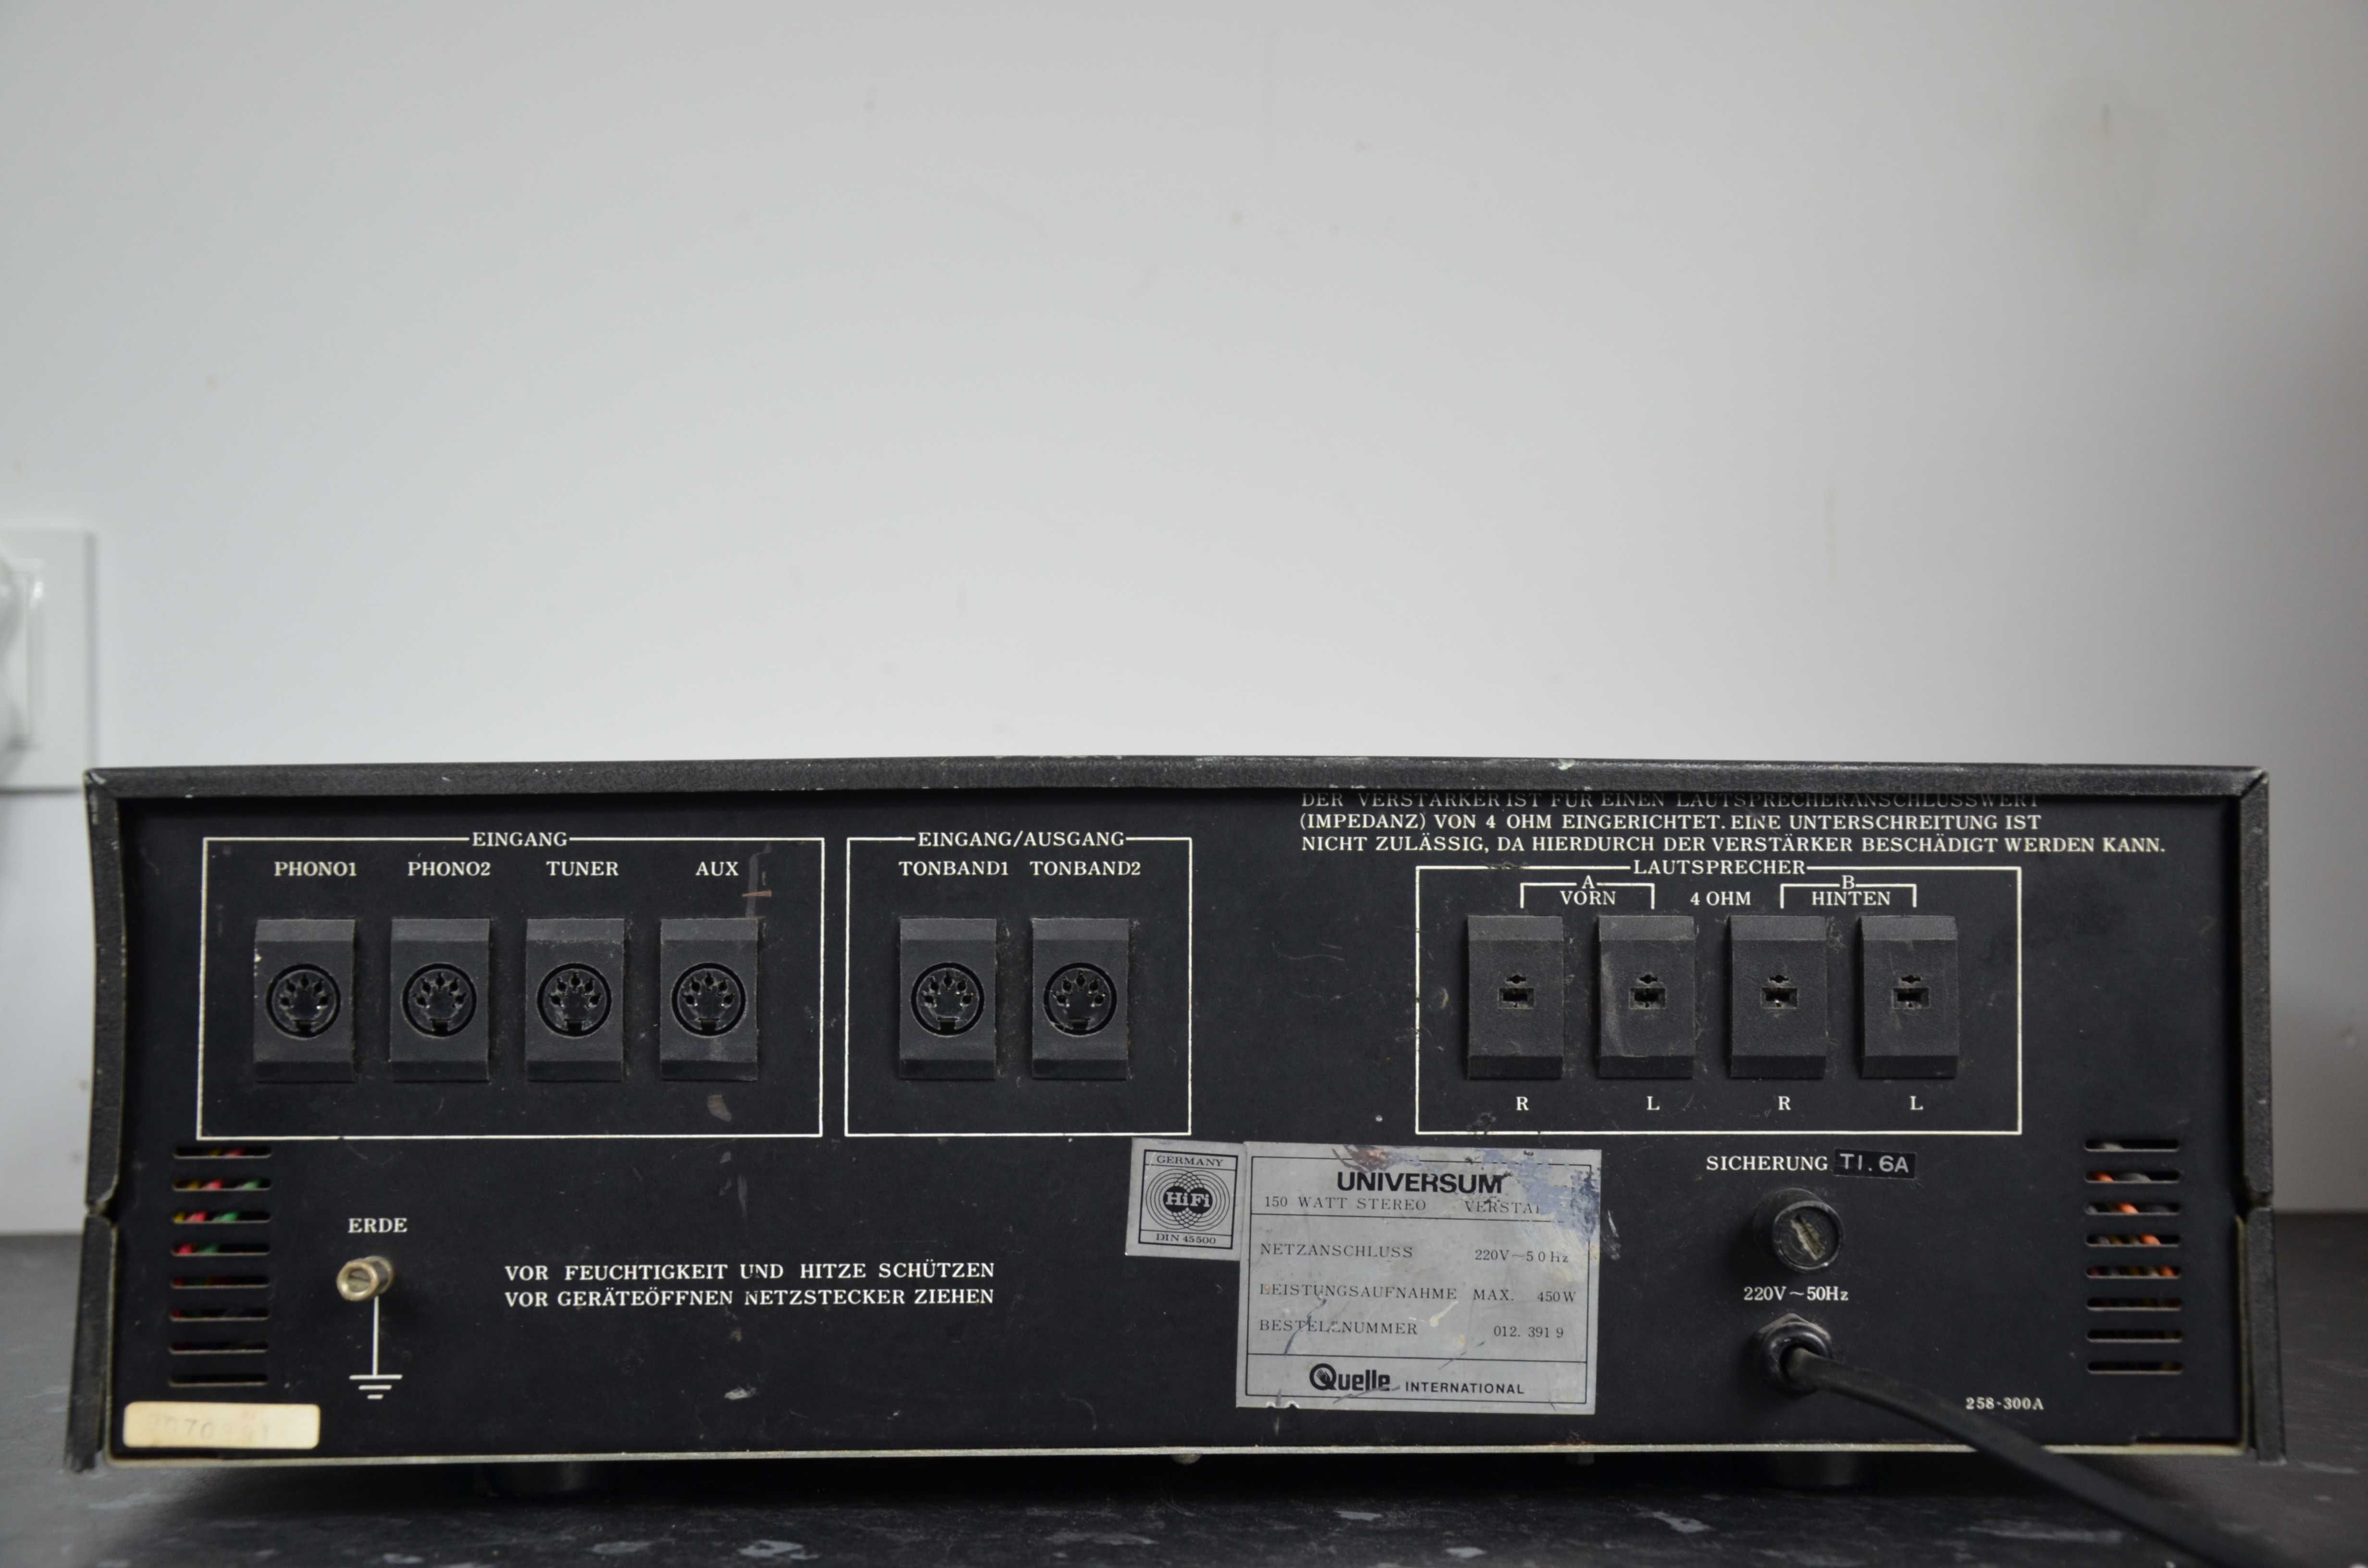 DER VERSTÄRKER IST FÜR EINEN LAUTSPRECHERANSCHLUSSWERT
(IMPEDANZ) VON 4 OHM EINGERICHTET. EINE UNTERSCHREITUNG IST
NICHT ZULÄSSIG, DA HIERDURCH DER VERSTÄRKER BESCHÄDIGT WERDEN KANN.
EINGANG
PHONO1 PHONO2 TUNER AUX
EINGANG/AUSGANG
TONBAND1 TONBAND2
LAUTSPRECHER
A B
VORN 4 OHM HINTEN
R L R L
ERDE
VOR FEUCHTIGKEIT UND HITZE SCHÜTZEN
VOR GERÄTEÖFFNEN NETZSTECKER ZIEHEN
GERMANY
HiFi
DIN 45500
UNIVERSUM
150 WATT STEREO
NETZANSCHLUSS 220V~50Hz
LEISTUNGSAUFNAHME MAX. 450W
BESTELLNUMMER 012. 391 9
Quelle INTERNATIONAL
SICHERUNG T1.6A
220V~50Hz
258-300A